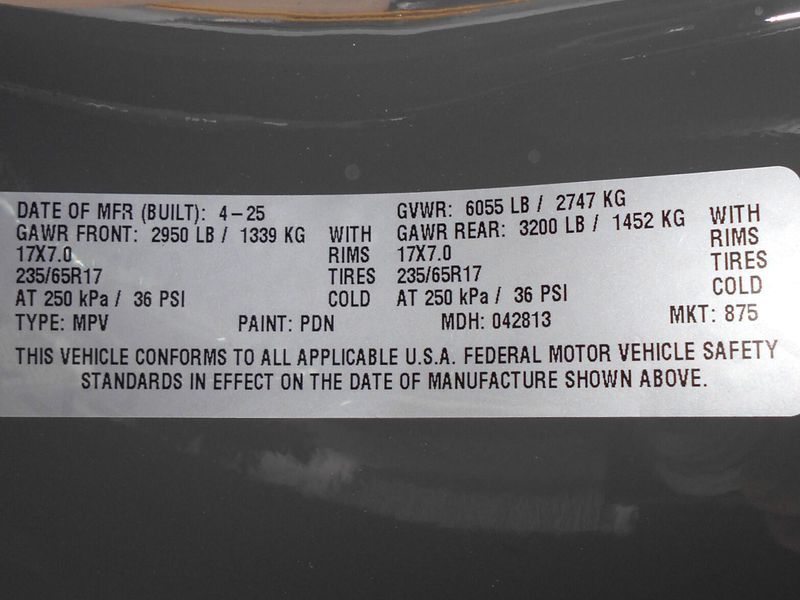 DATE OF MFR (BUILT): 4-25 GVWR: 6055 LB / 2747 KG
GAWR FRONT: 2950 LB / 1339 KG WITH GAWR REAR: 3200 LB / 1452 KG WITH
17X7.0 RIMS 17X7.0 RIMS
235/65R17 TIRES 235/65R17 TIRES
AT 250 kPa / 36 PSI COLD AT 250 kPa / 36 PSI COLD
TYPE: MPV PAINT: PDN MDH: 042813 MKT: 875
THIS VEHICLE CONFORMS TO ALL APPLICABLE U.S.A. FEDERAL MOTOR VEHICLE SAFETY
STANDARDS IN EFFECT ON THE DATE OF MANUFACTURE SHOWN ABOVE.